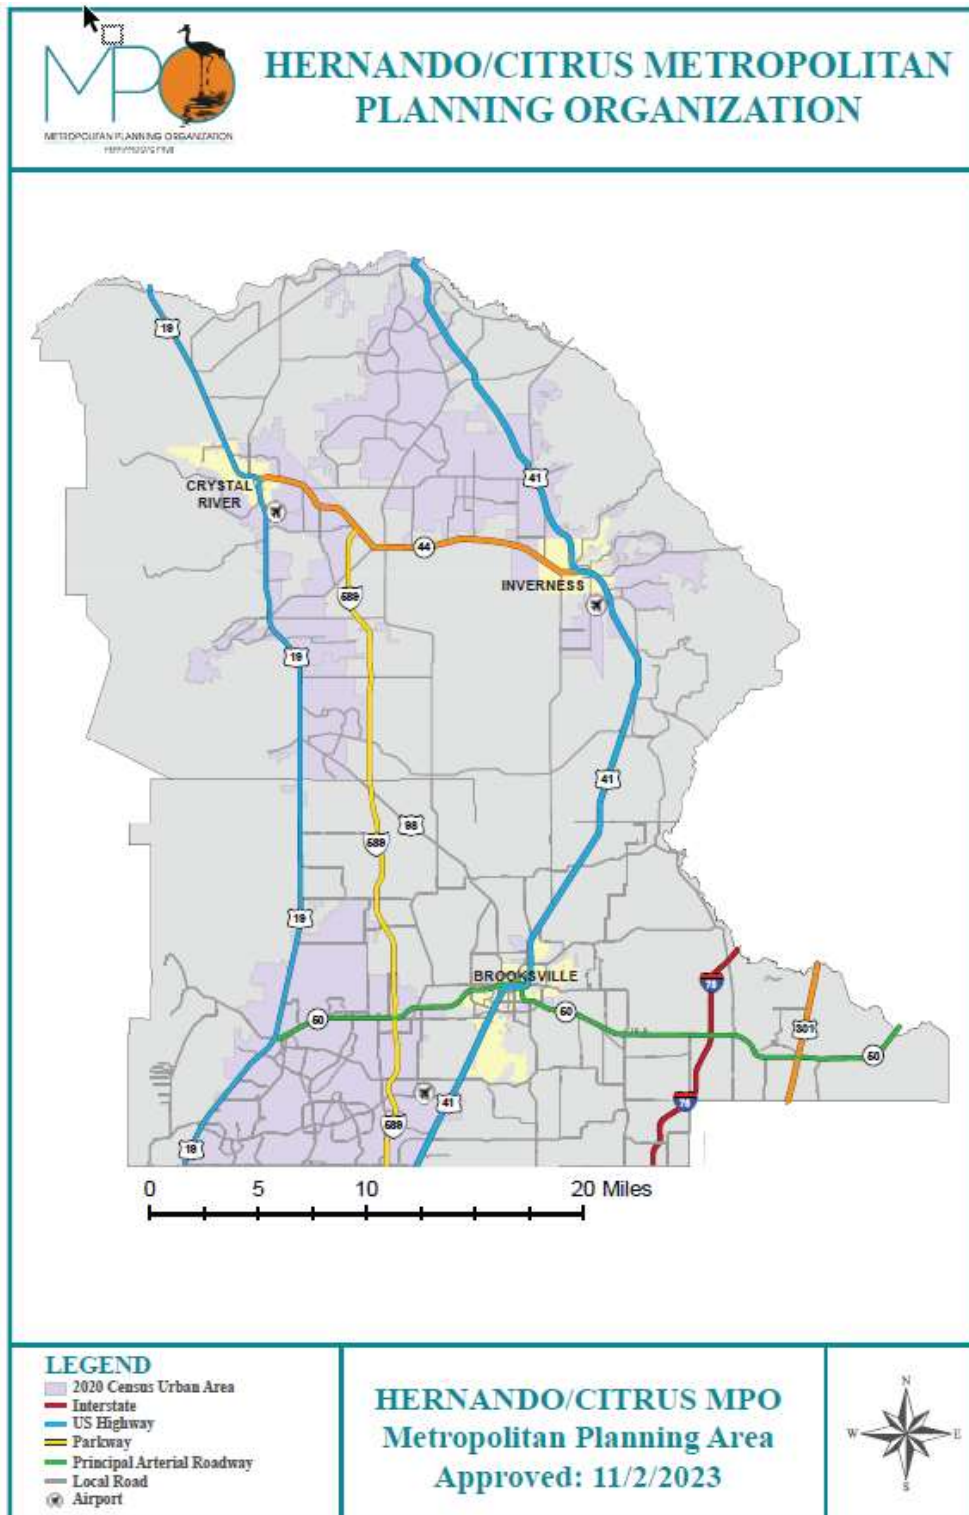 MPO
METROPOLITAN PLANNING ORGANIZATION
HERNANDO/CITRUS METROPOLITAN
PLANNING ORGANIZATION
19
41
CRYSTAL
RIVER
44
INVERNESS
589
19
41
98
589
19
BROOKSVILLE
75
50
50
301
50
41
75
589
19
0 5 10 20 Miles
LEGEND
2020 Census Urban Area
Interstate
US Highway
Parkway
Principal Arterial Roadway
Local Road
Airport
HERNANDO/CITRUS MPO
Metropolitan Planning Area
Approved: 11/2/2023
N
W E
S